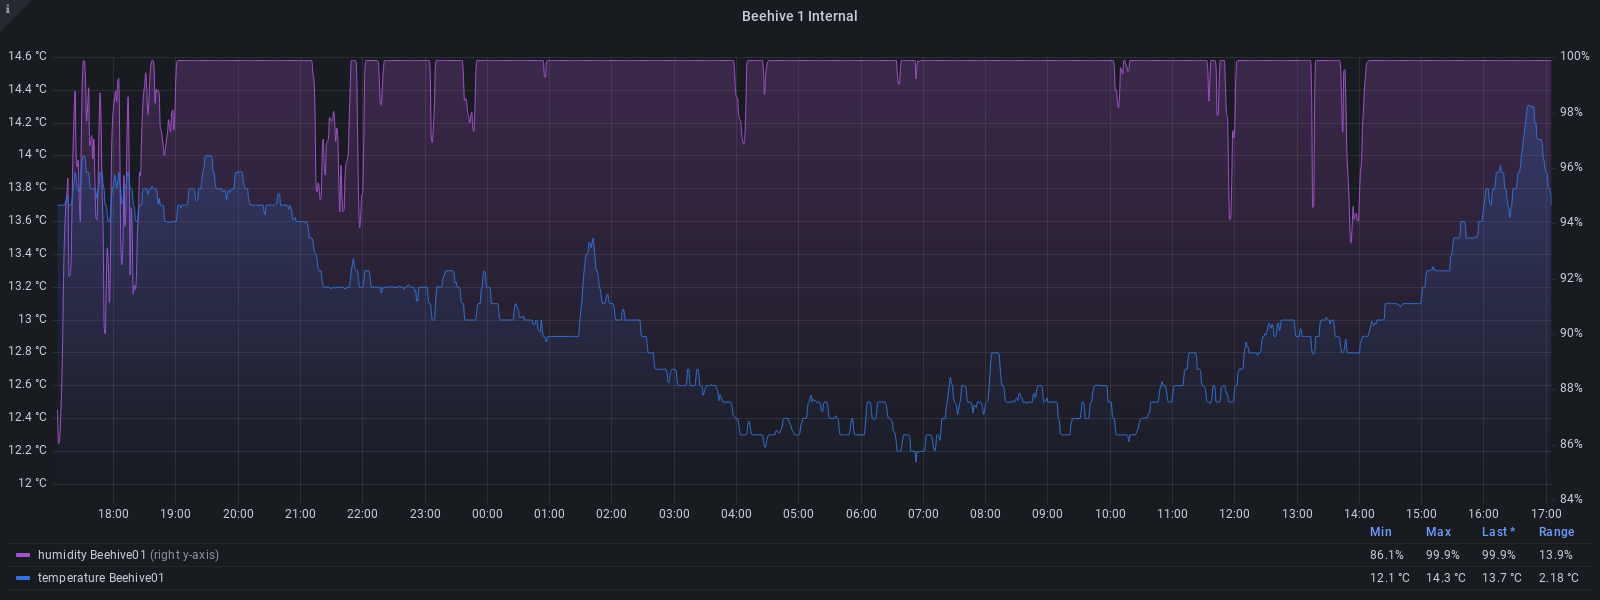 i
Beehive 1 Internal
14.6 °C
14.4 °C
14.2 °C
14 °C
13.8 °C
13.6 °C
13.4 °C
13.2 °C
13 °C
12.8 °C
12.6 °C
12.4 °C
12.2 °C
12 °C
100%
98%
96%
94%
92%
90%
88%
86%
84%
18:00 19:00 20:00 21:00 22:00 23:00 00:00 01:00 02:00 03:00 04:00 05:00 06:00 07:00 08:00 09:00 10:00 11:00 12:00 13:00 14:00 15:00 16:00 17:00
Min Max Last * Range
humidity Beehive01 (right y-axis) 86.1% 99.9% 99.9% 13.9%
temperature Beehive01 12.1 °C 14.3 °C 13.7 °C 2.18 °C